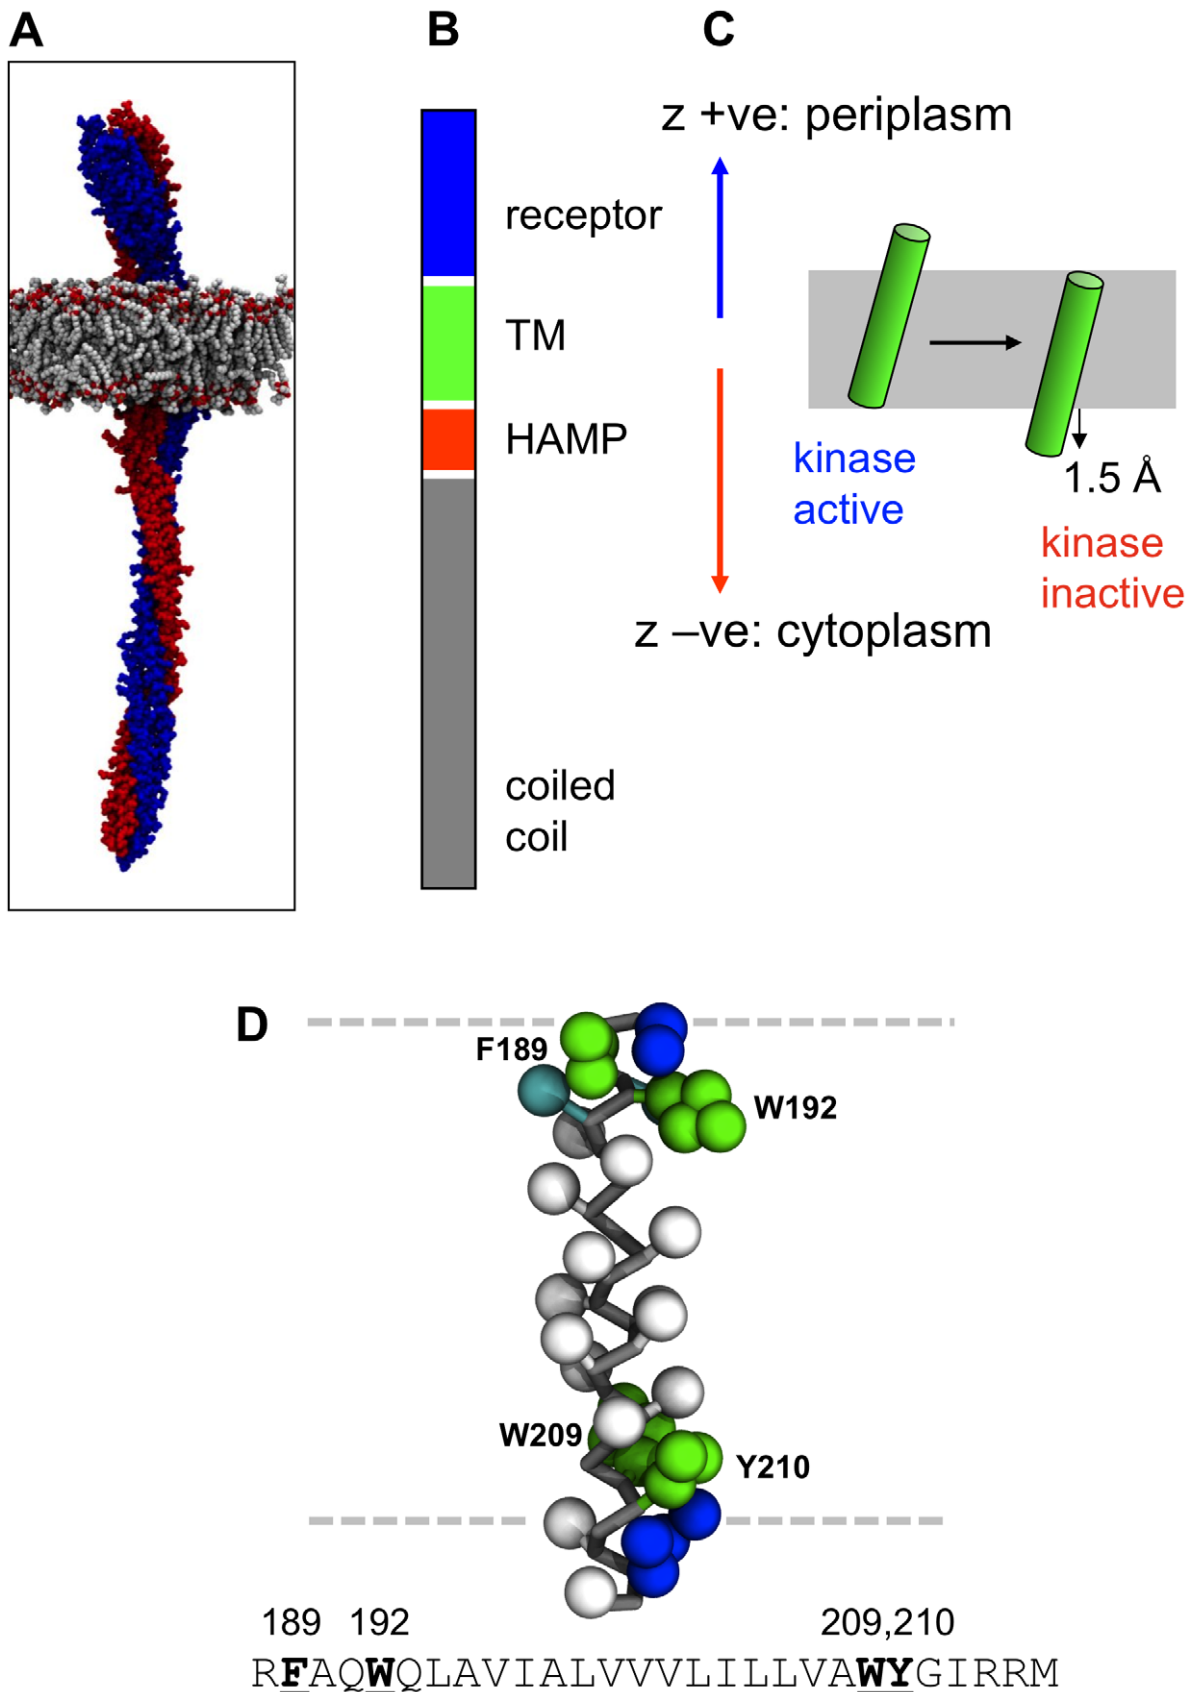 A
B
C
receptor
TM
HAMP
coiled
coil
z +ve: periplasm
kinase
active
1.5 Å
kinase
inactive
z –ve: cytoplasm
D
F189
W192
W209
Y210
189 192 209,210
RFAQWQLAVIALVVVLILLVAWYGIRRM